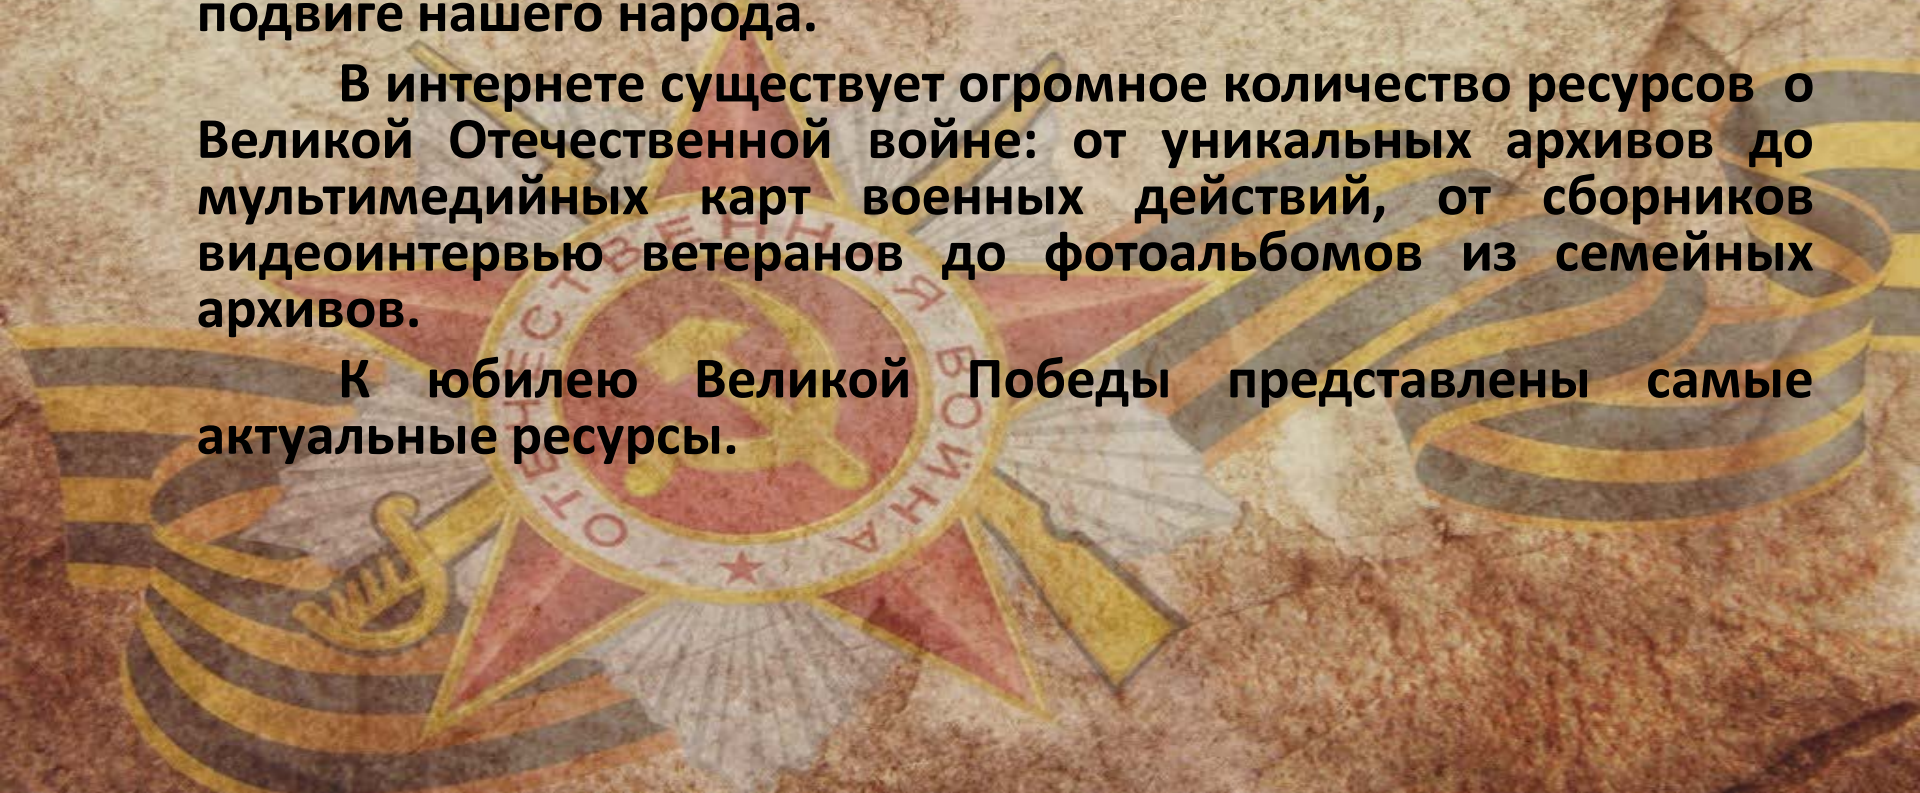 подвиге нашего народа.
В интернете существует огромное количество ресурсов о
Великой Отечественной войне: от уникальных архивов до
мультимедийных карт военных действий, от сборников
видеоинтервью ветеранов до фотоальбомов из семейных
архивов.
К юбилею Великой Победы представлены самые
актуальные ресурсы.
ОТЕЧЕСТВЕННАЯ ВОЙНА